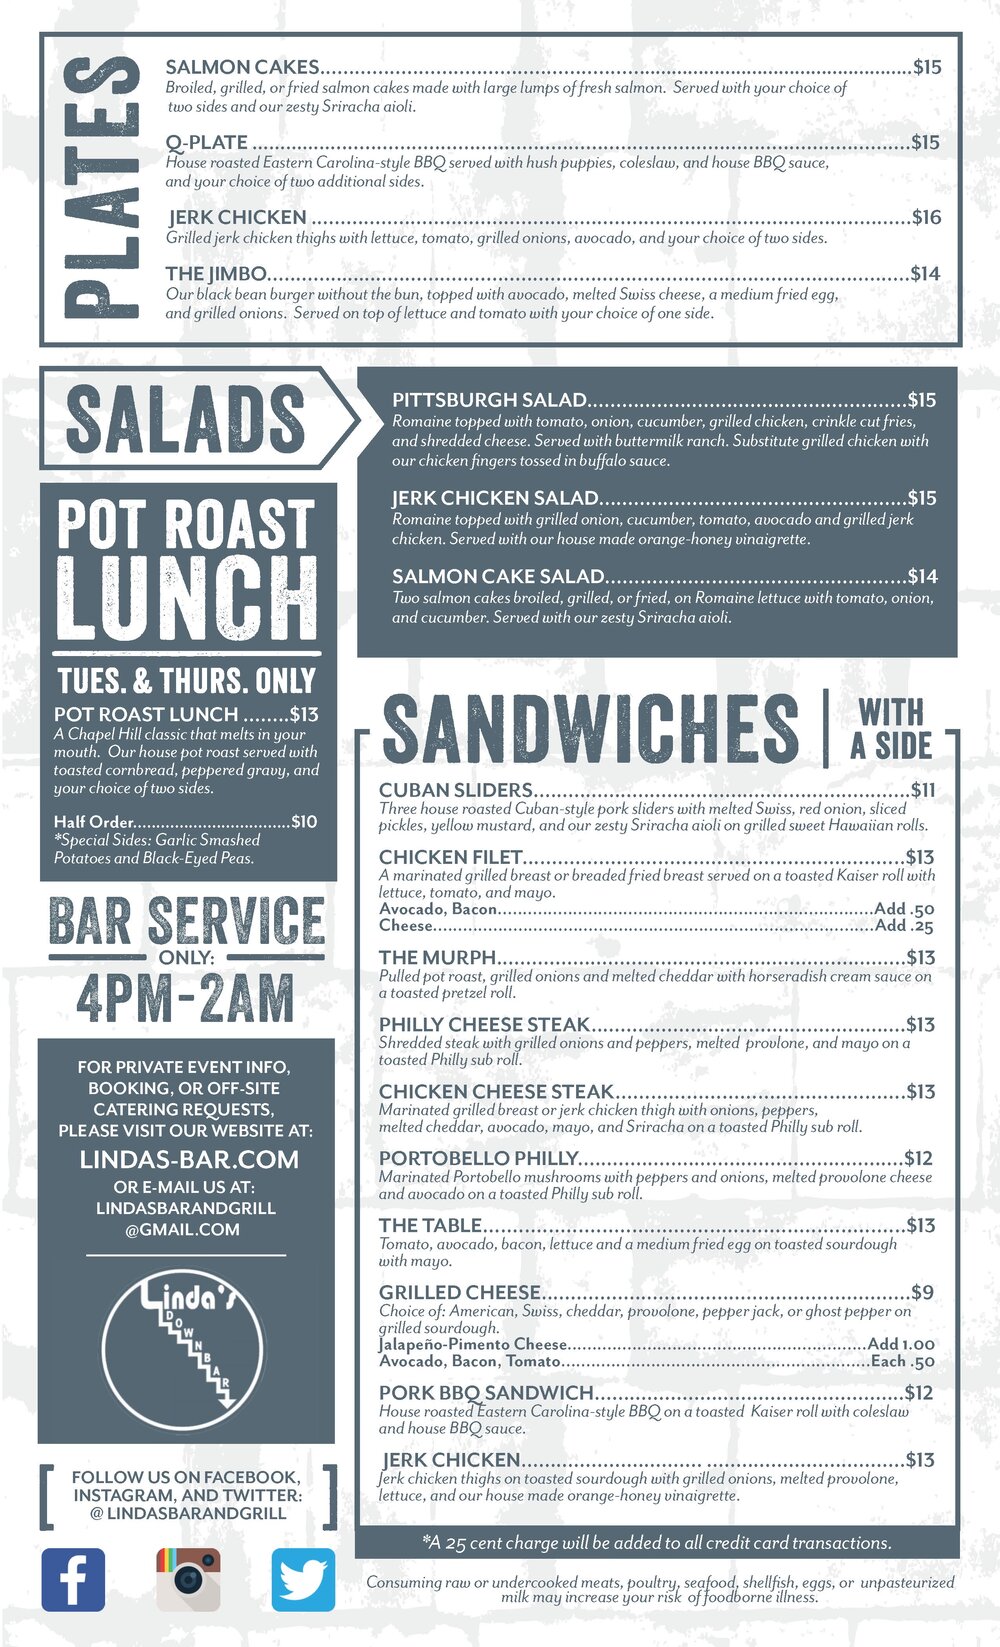 PLATES
SALMON CAKES........$15
Broiled, grilled, or fried salmon cakes made with large lumps of fresh salmon. Served with your choice of
two sides and our zesty Sriracha aioli.
Q-PLATE ........$15
House roasted Eastern Carolina-style BBQ served with hush puppies, coleslaw, and house BBQ sauce,
and your choice of two additional sides.
JERK CHICKEN ........$16
Grilled jerk chicken thighs with lettuce, tomato, grilled onions, avocado, and your choice of two sides.
THE JIMBO........$14
Our black bean burger without the bun, topped with avocado, melted Swiss cheese, a medium fried egg,
and grilled onions. Served on top of lettuce and tomato with your choice of one side.
SALADS
PITTSBURGH SALAD........$15
Romaine topped with tomato, onion, cucumber, grilled chicken, crinkle cut fries,
and shredded cheese. Served with buttermilk ranch. Substitute grilled chicken with
our chicken fingers tossed in buffalo sauce.
JERK CHICKEN SALAD........$15
Romaine topped with grilled onion, cucumber, tomato, avocado and grilled jerk
chicken. Served with our house made orange-honey vinaigrette.
SALMON CAKE SALAD........$14
Two salmon cakes broiled, grilled, or fried, on Romaine lettuce with tomato, onion,
and cucumber. Served with our zesty Sriracha aioli.
POT ROAST
LUNCH
TUES. & THURS. ONLY
POT ROAST LUNCH ........$13
A Chapel Hill classic that melts in your
mouth. Our house pot roast served with
toasted cornbread, peppered gravy, and
your choice of two sides.
Half Order........$10
*Special Sides: Garlic Smashed
Potatoes and Black-Eyed Peas.
BAR SERVICE
ONLY:
4PM-2AM
FOR PRIVATE EVENT INFO,
BOOKING, OR OFF-SITE
CATERING REQUESTS,
PLEASE VISIT OUR WEBSITE AT:
LINDAS-BAR.COM
OR E-MAIL US AT:
LINDASBARANDGRILL
@GMAIL.COM
Linda's
DOWNBAR
FOLLOW US ON FACEBOOK,
INSTAGRAM, AND TWITTER:
@ LINDASBARANDGRILL
SANDWICHES
WITH
A SIDE
CUBAN SLIDERS........$11
Three house roasted Cuban-style pork sliders with melted Swiss, red onion, sliced
pickles, yellow mustard, and our zesty Sriracha aioli on grilled sweet Hawaiian rolls.
CHICKEN FILET........$13
A marinated grilled breast or breaded fried breast served on a toasted Kaiser roll with
lettuce, tomato, and mayo.
Avocado, Bacon........Add .50
Cheese........Add .25
THE MURPH........$13
Pulled pot roast, grilled onions and melted cheddar with horseradish cream sauce on
a toasted pretzel roll.
PHILLY CHEESE STEAK........$13
Shredded steak with grilled onions and peppers, melted provlone, and mayo on a
toasted Philly sub roll.
CHICKEN CHEESE STEAK........$13
Marinated grilled breast or jerk chicken thigh with onions, peppers,
melted cheddar, avocado, mayo, and Sriracha on a toasted Philly sub roll.
PORTOBELLO PHILLY........$12
Marinated Portobello mushrooms with peppers and onions, melted provolone cheese
and avocado on a toasted Philly sub roll.
THE TABLE........$13
Tomato, avocado, bacon, lettuce and a medium fried egg on toasted sourdough
with mayo.
GRILLED CHEESE........$9
Choice of: American, Swiss, cheddar, provolone, pepper jack, or ghost pepper on
grilled sourdough.
Jalapeño-Pimento Cheese........Add 1.00
Avocado, Bacon, Tomato........Each .50
PORK BBQ SANDWICH........$12
House roasted Eastern Carolina-style BBQ on a toasted Kaiser roll with coleslaw
and house BBQ sauce.
JERK CHICKEN........$13
Jerk chicken thighs on toasted sourdough with grilled onions, melted provolone,
lettuce, and our house made orange-honey vinaigrette.
*A 25 cent charge will be added to all credit card transactions.
Consuming raw or undercooked meats, poultry, seafood, shellfish, eggs, or unpasteurized
milk may increase your risk of foodborne illness.